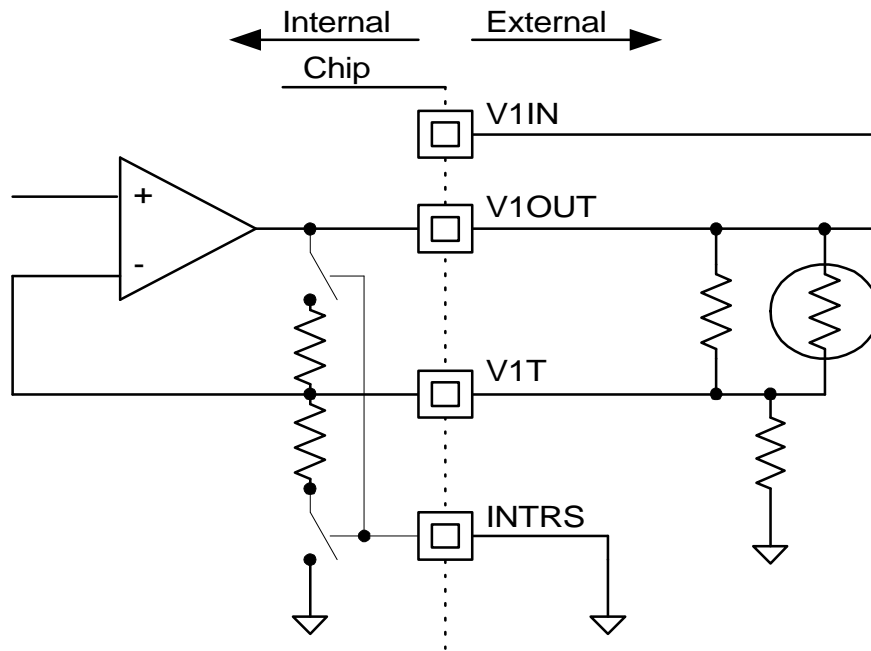 Internal
External
Chip
V1IN
+
V1OUT
-
V1T
INTRS